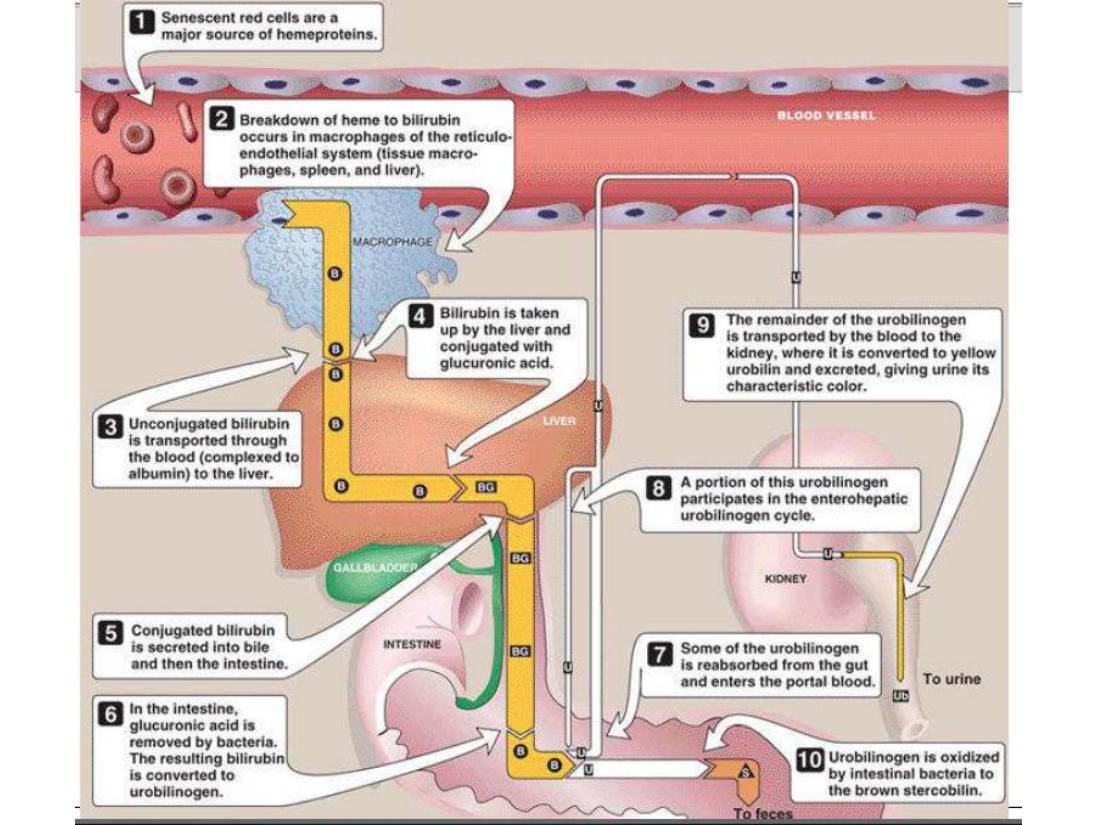 1 Senescent red cells are a
major source of hemeproteins.
BLOOD VESSEL
2 Breakdown of heme to bilirubin
occurs in macrophages of the reticulo-
endothelial system (tissue macro-
phages, spleen, and liver).
MACROPHAGE
B
U
4 Bilirubin is taken
up by the liver and
conjugated with
glucuronic acid.
9 The remainder of the urobilinogen
is transported by the blood to the
kidney, where it is converted to yellow
urobilin and excreted, giving urine its
characteristic color.
B
B
U
LIVER
3 Unconjugated bilirubin
is transported through
the blood (complexed to
albumin) to the liver.
B
B
B
BG
8 A portion of this urobilinogen
participates in the enterohepatic
urobilinogen cycle.
BG
U
GALLBLADDER
KIDNEY
5 Conjugated bilirubin
is secreted into bile
and then the intestine.
INTESTINE
BG
7 Some of the urobilinogen
is reabsorbed from the gut
and enters the portal blood.
U
To urine
Ub
6 In the intestine,
glucuronic acid is
removed by bacteria.
The resulting bilirubin
is converted to
urobilinogen.
B
B
U
U
S
10 Urobilinogen is oxidized
by intestinal bacteria to
the brown stercobilin.
To feces